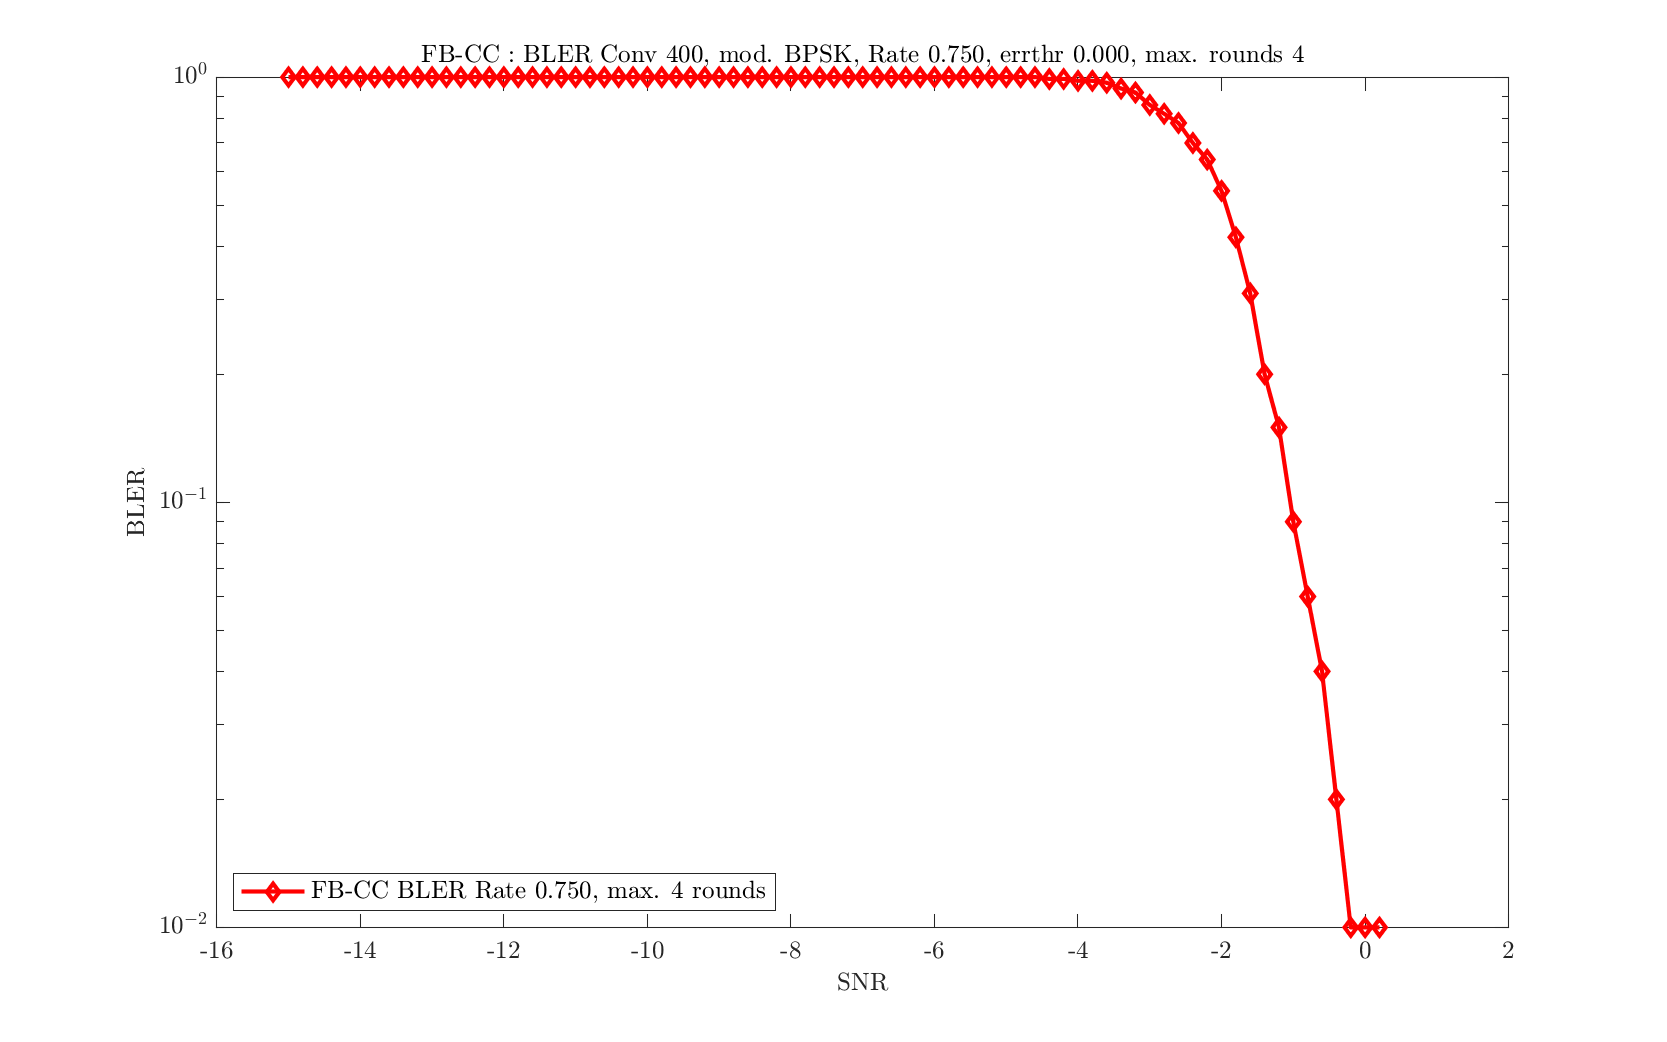 FB-CC : BLER Conv 400, mod. BPSK, Rate 0.750, errthr 0.000, max. rounds 4
10^0
10^-1
10^-2
BLER
FB-CC BLER Rate 0.750, max. 4 rounds
-16 -14 -12 -10 -8 -6 -4 -2 0 2
SNR